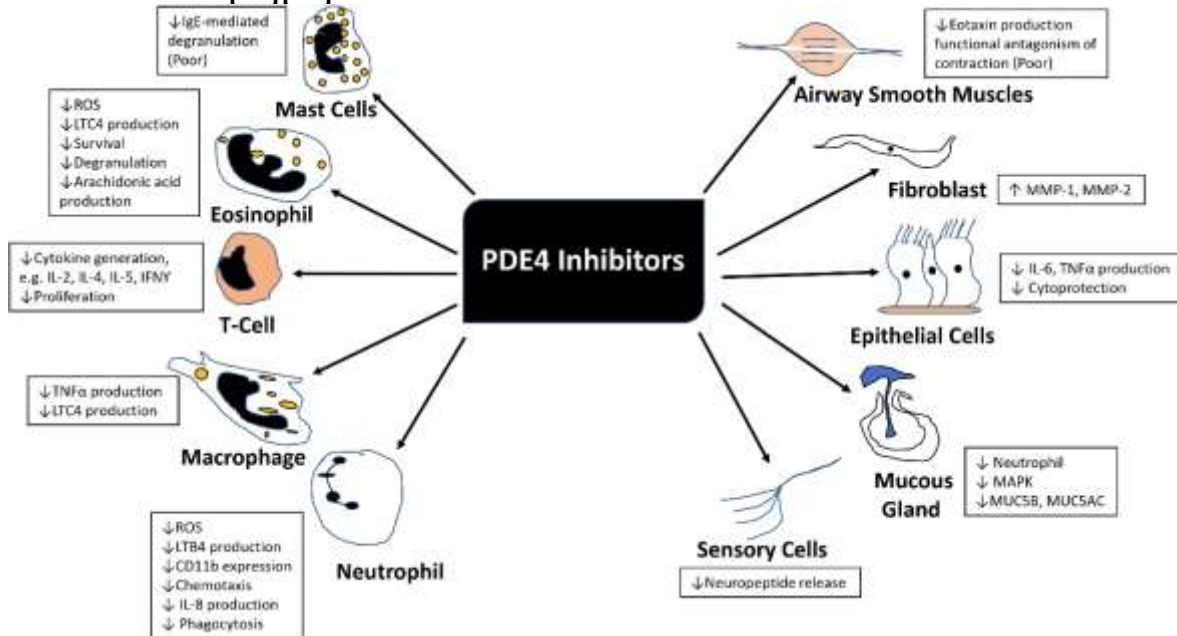 ↓IgE-mediated
degranulation
(Poor)
Mast Cells
↓ROS
↓LTC4 production
↓Survival
↓Degranulation
↓Arachidonic acid
production
Eosinophil
↓Cytokine generation,
e.g. IL-2, IL-4, IL-5, IFNY
↓Proliferation
T-Cell
↓TNFα production
↓LTC4 production
Macrophage
↓ROS
↓LTB4 production
↓CD11b expression
↓Chemotaxis
↓ IL-8 production
↓ Phagocytosis
Neutrophil
PDE4 Inhibitors
↓Eotaxin production
functional antagonism of
contraction (Poor)
Airway Smooth Muscles
Fibroblast
↑ MMP-1, MMP-2
↓ IL-6, TNFα production
↓ Cytoprotection
Epithelial Cells
Mucous
Gland
↓ Neutrophil
↓ MAPK
↓MUC5B, MUC5AC
Sensory Cells
↓Neuropeptide release